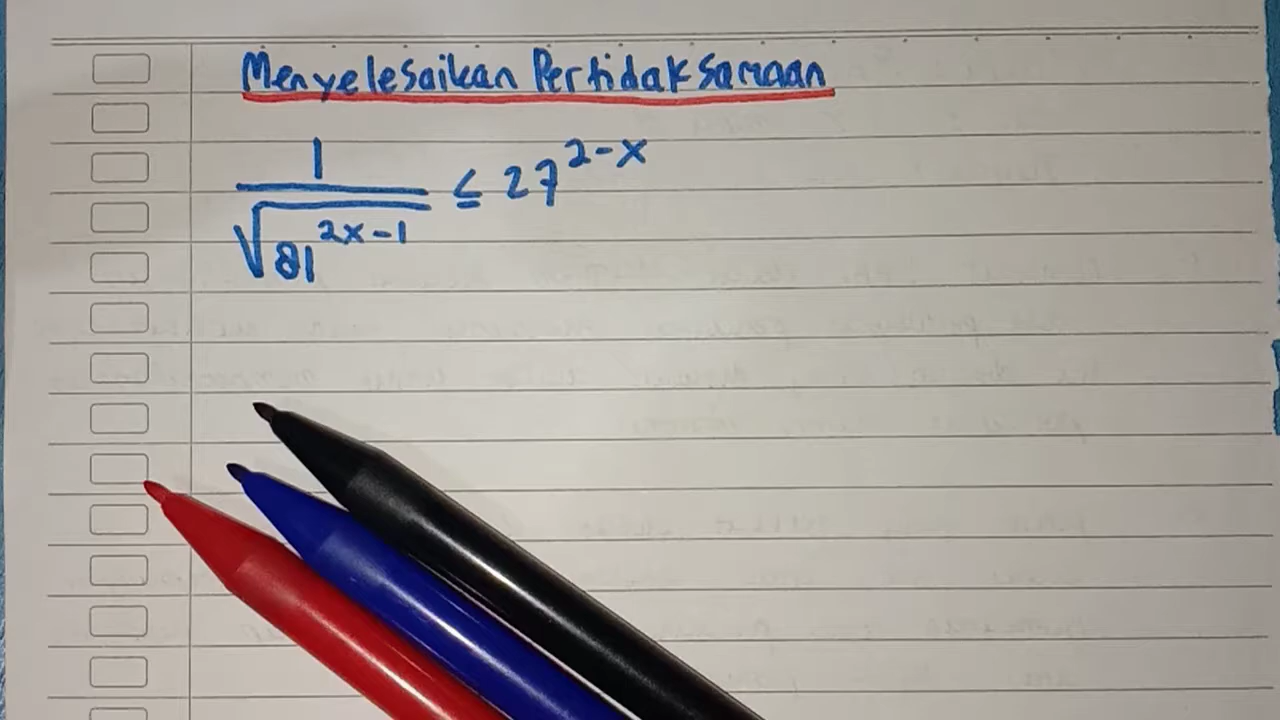 Menyelesaikan Pertidaksamaan
1/√81^(2x-1) ≤ 27^(2-x)